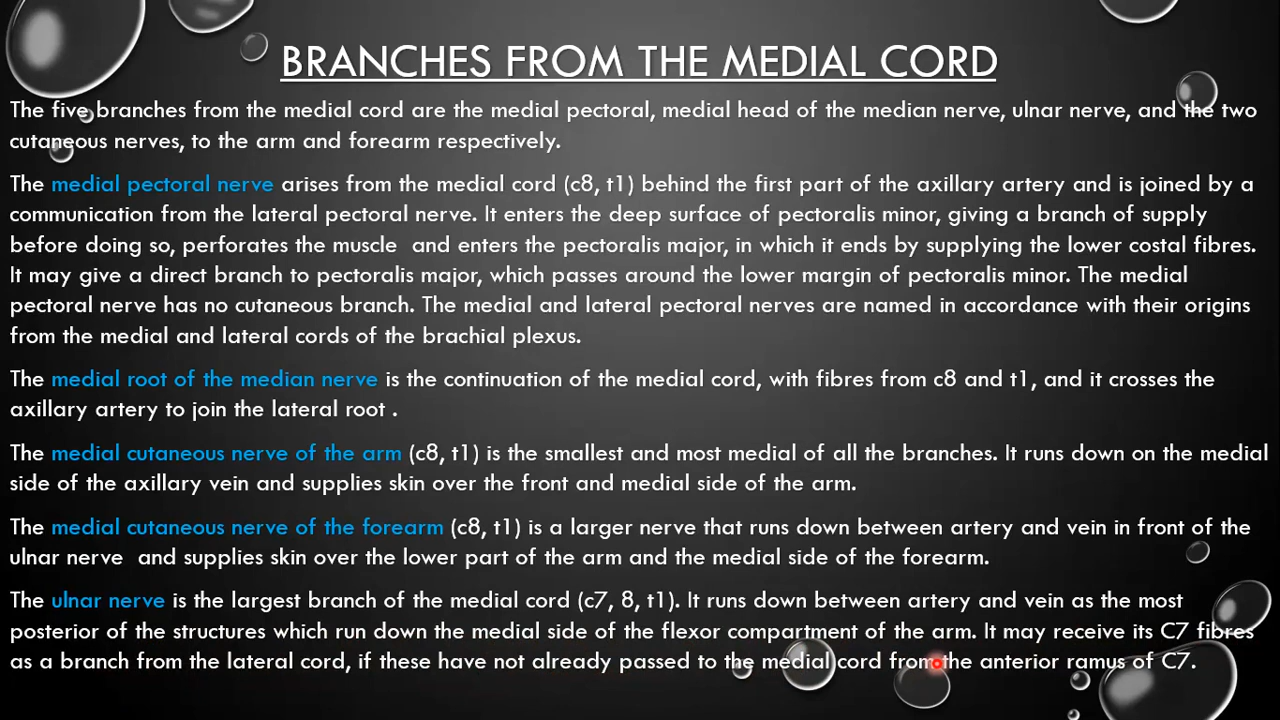 BRANCHES FROM THE MEDIAL CORD
The five branches from the medial cord are the medial pectoral, medial head of the median nerve, ulnar nerve, and the two
cutaneous nerves, to the arm and forearm respectively.
The medial pectoral nerve arises from the medial cord (c8, t1) behind the first part of the axillary artery and is joined by a
communication from the lateral pectoral nerve. It enters the deep surface of pectoralis minor, giving a branch of supply
before doing so, perforates the muscle and enters the pectoralis major, in which it ends by supplying the lower costal fibres.
It may give a direct branch to pectoralis major, which passes around the lower margin of pectoralis minor. The medial
pectoral nerve has no cutaneous branch. The medial and lateral pectoral nerves are named in accordance with their origins
from the medial and lateral cords of the brachial plexus.
The medial root of the median nerve is the continuation of the medial cord, with fibres from c8 and t1, and it crosses the
axillary artery to join the lateral root .
The medial cutaneous nerve of the arm (c8, t1) is the smallest and most medial of all the branches. It runs down on the medial
side of the axillary vein and supplies skin over the front and medial side of the arm.
The medial cutaneous nerve of the forearm (c8, t1) is a larger nerve that runs down between artery and vein in front of the
ulnar nerve and supplies skin over the lower part of the arm and the medial side of the forearm.
The ulnar nerve is the largest branch of the medial cord (c7, 8, t1). It runs down between artery and vein as the most
posterior of the structures which run down the medial side of the flexor compartment of the arm. It may receive its C7 fibres
as a branch from the lateral cord, if these have not already passed to the medial cord from the anterior ramus of C7.